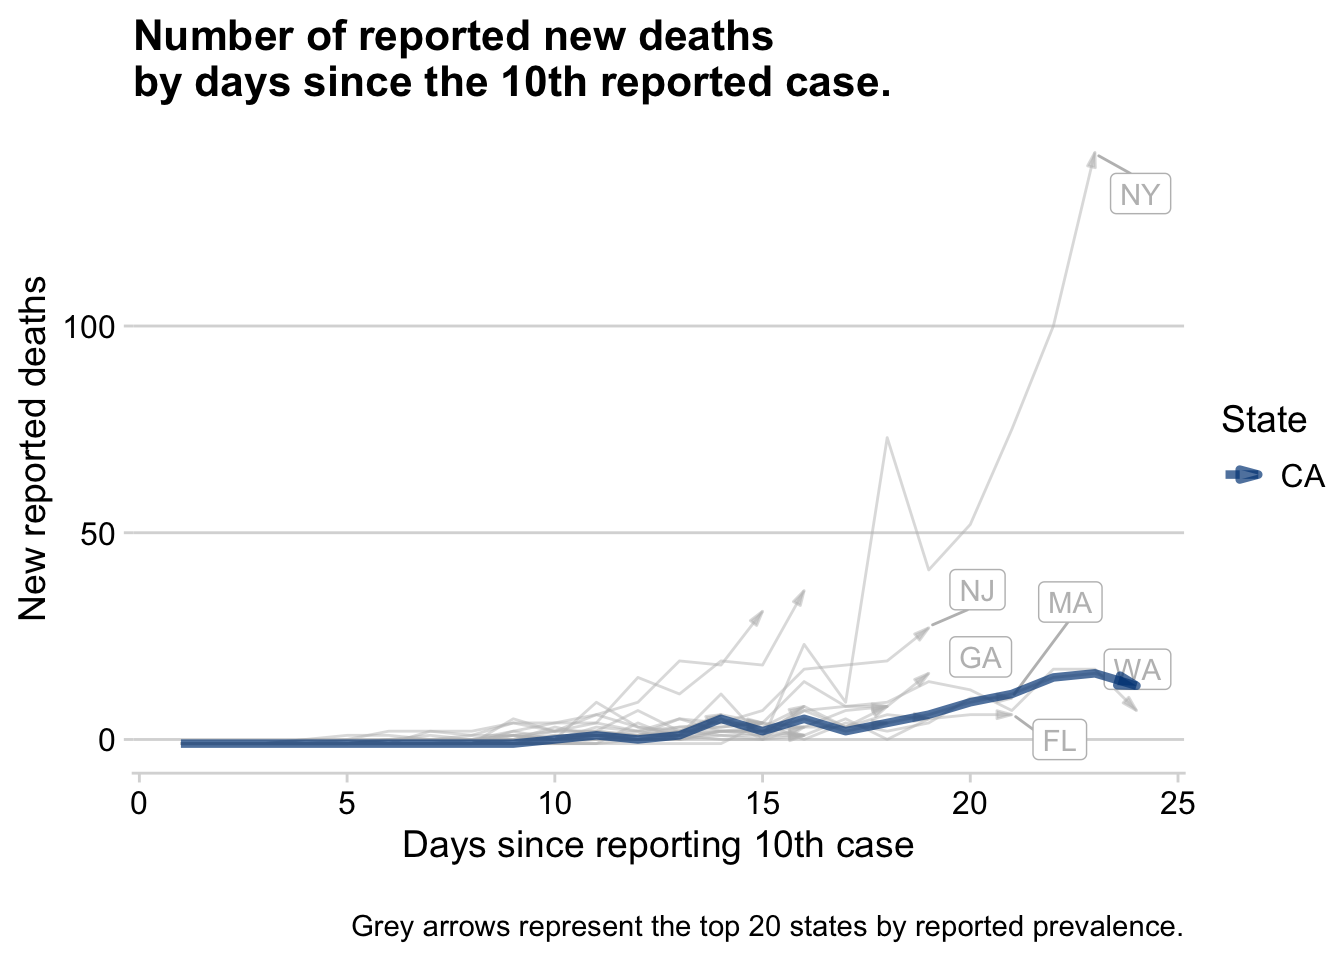 Number of reported new deaths
by days since the 10th reported case.
New reported deaths
100
50
0
NY
NJ
MA
GA
WA
FL
State
CA
0 5 10 15 20 25
Days since reporting 10th case
Grey arrows represent the top 20 states by reported prevalence.